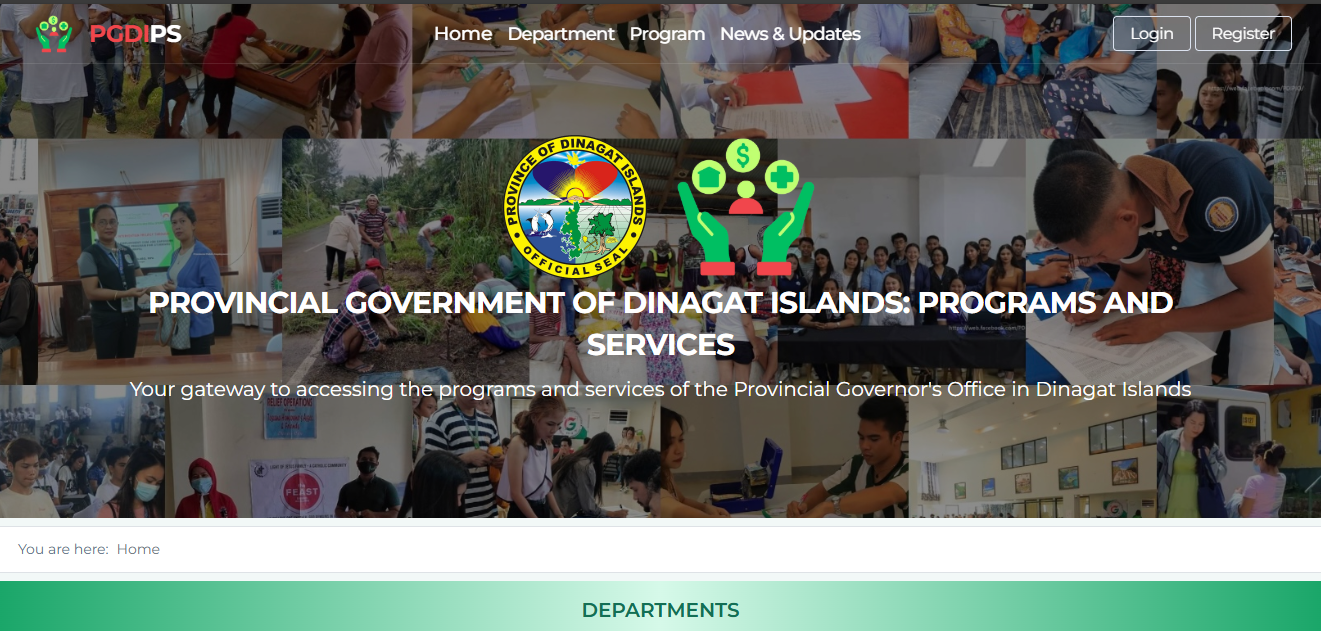 PGDIPS
Home Department Program News & Updates
Login Register
PROVINCE OF DINAGAT ISLANDS
OFFICIAL SEAL
PROVINCIAL GOVERNMENT OF DINAGAT ISLANDS: PROGRAMS AND
SERVICES
Your gateway to accessing the programs and services of the Provincial Governor's Office in Dinagat Islands
FEAST
You are here: Home
DEPARTMENTS